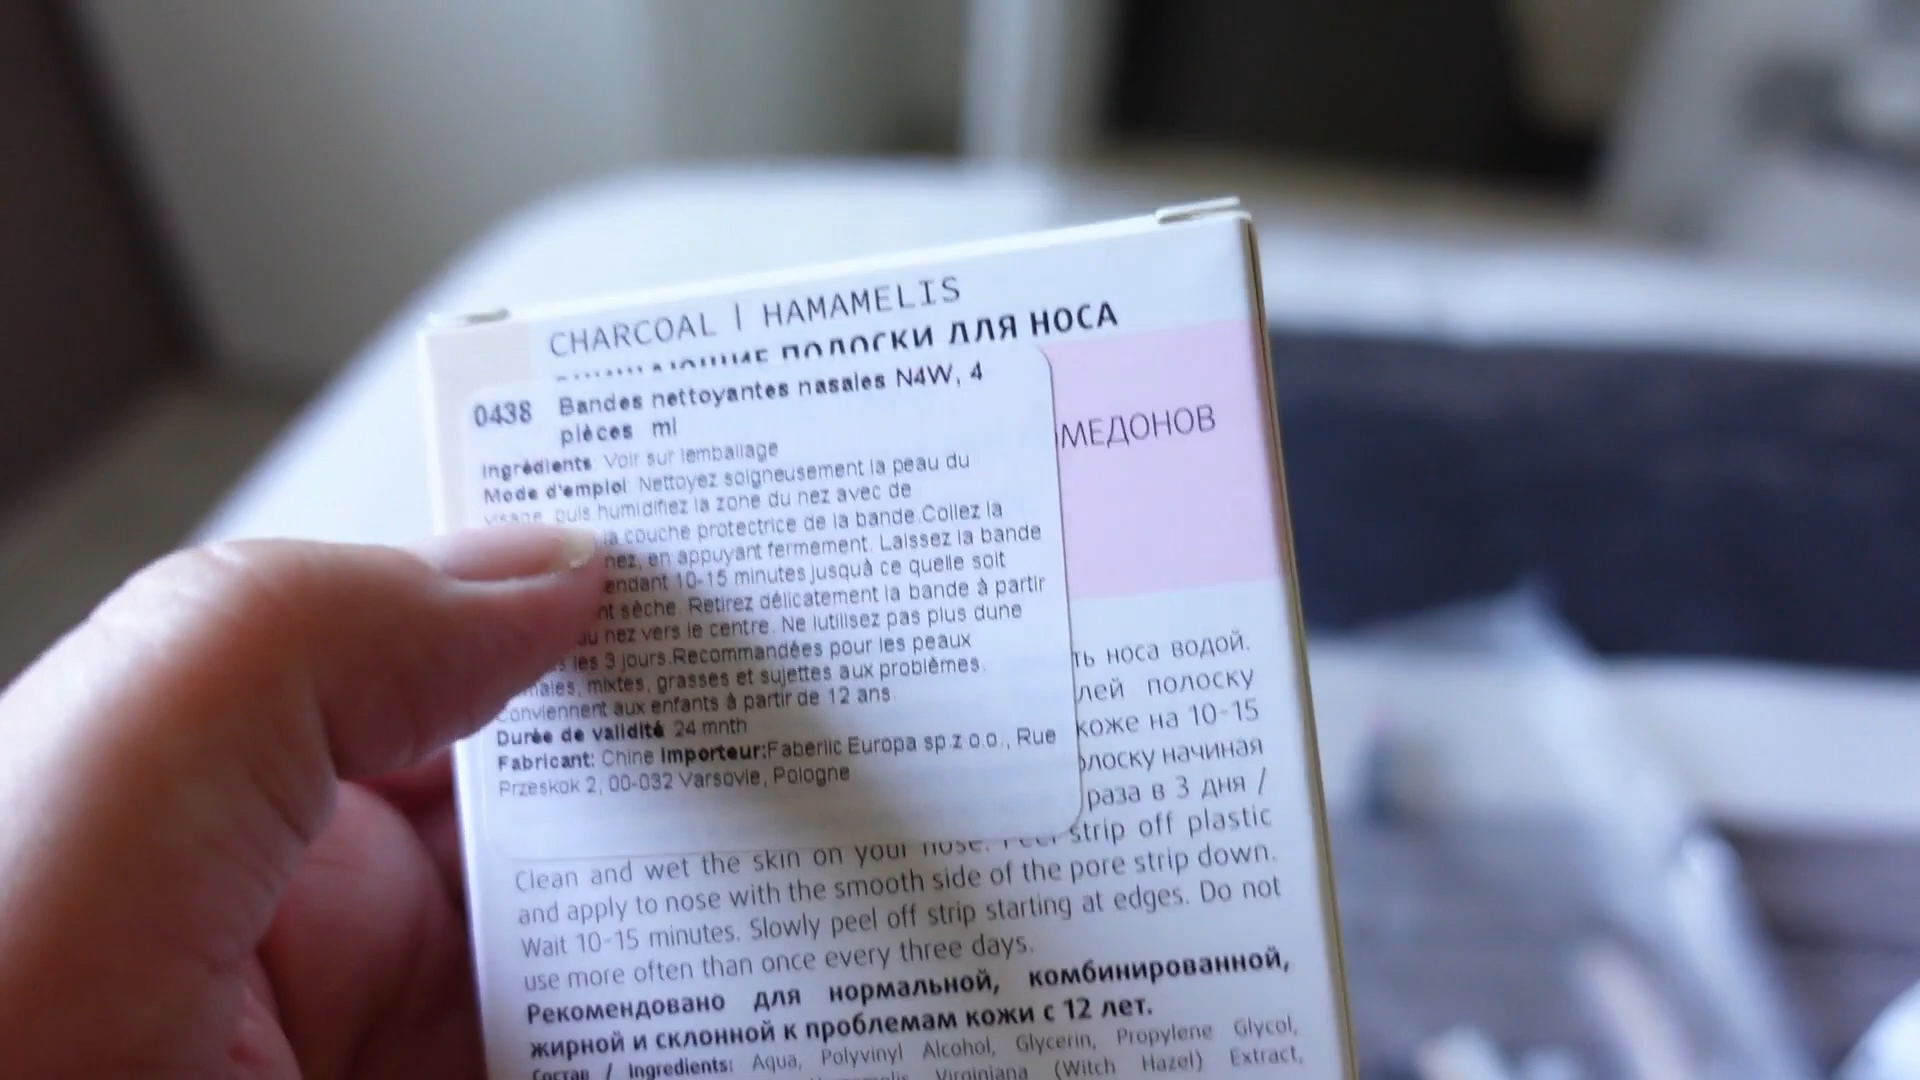 CHARCOAL | HAMAMELIS
ПОЛОСКИ ДЛЯ НОСА
0438 Bandes nettoyantes nasales N4W, 4
pièces ml
Ingrédients: Voir sur lemballage
Mode d'emploi: Nettoyez soigneusement la peau du
visage, puis humidifiez la zone du nez avec de
la couche protectrice de la bande.Collez la
nez, en appuyant fermement. Laissez la bande
10-15 minutes jusquà ce quelle soit
sèche. Retirez délicatement la bande à partir
du nez vers le centre. Ne lutilisez pas plus dune
les 3 jours.Recommandées pour les peaux
mixtes, grasses et sujettes aux problèmes.
Conviennent aux enfants à partir de 12 ans.
Durée de validité 24 mnth
Fabricant: Chine Importeur:Faberlic Europa sp.z o.o., Rue
Przeskok 2, 00-032 Varsovie, Pologne
носа водой.
полоску
коже на 10-15
начиная
раза в 3 дня /
Clean and wet the skin on your nose. Peel strip off plastic
and apply to nose with the smooth side of the pore strip down.
Wait 10-15 minutes. Slowly peel off strip starting at edges. Do not
use more often than once every three days.
Рекомендовано для нормальной, комбинированной,
жирной и склонной к проблемам кожи с 12 лет.
Состав / Ingredients: Aqua, Polyvinyl Alcohol, Glycerin, Propylene Glycol,
Virginiana (Witch Hazel) Extract,